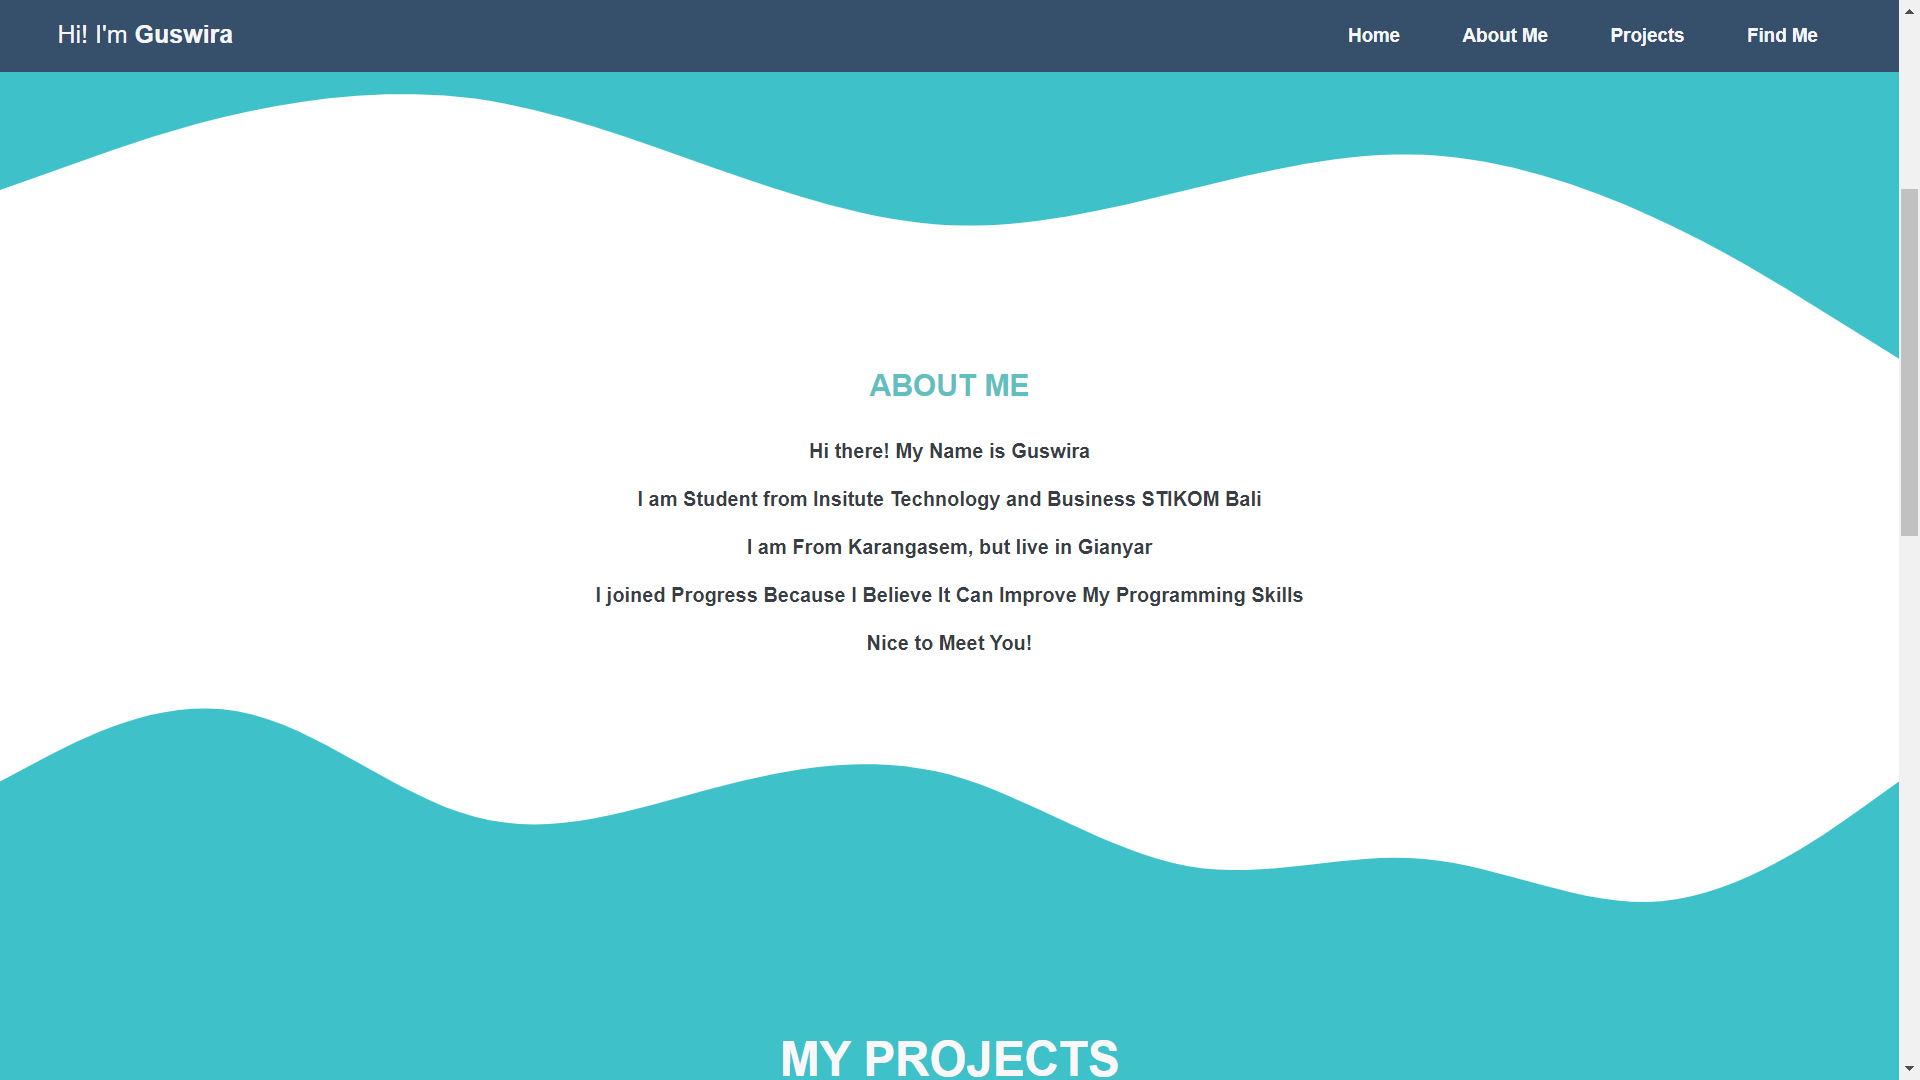 Hi! I'm Guswira
Home About Me Projects Find Me
ABOUT ME
Hi there! My Name is Guswira
I am Student from Insitute Technology and Business STIKOM Bali
I am From Karangasem, but live in Gianyar
I joined Progress Because I Believe It Can Improve My Programming Skills
Nice to Meet You!
MY PROJECTS